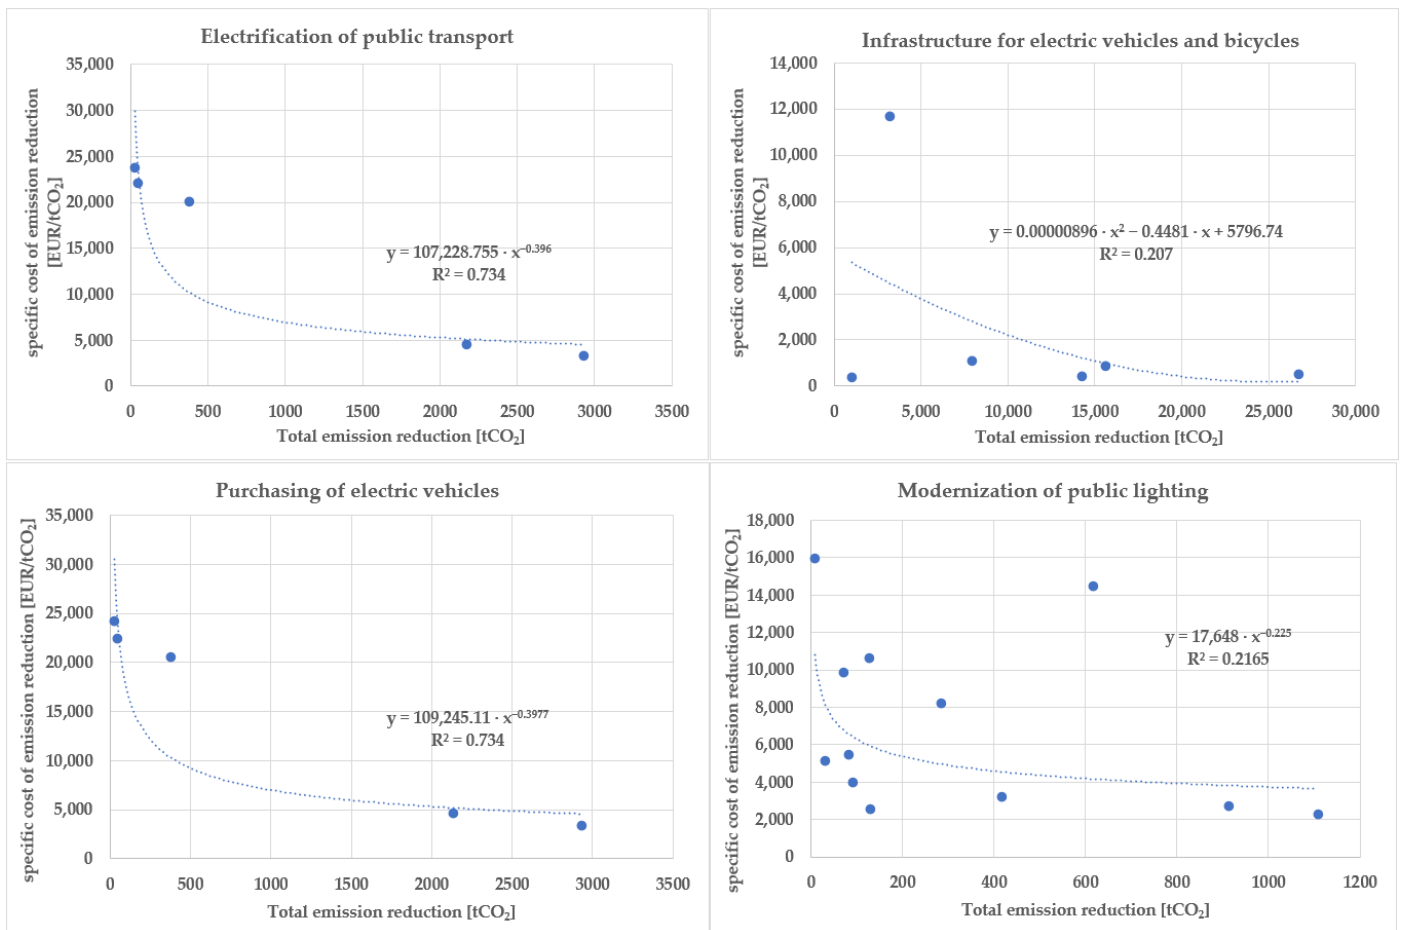 Electrification of public transport
specific cost of emission reduction
[EUR/tCO₂]
35,000
30,000
25,000
20,000
15,000
10,000
5,000
0
y = 107,228.755 · x⁻⁰·³⁹⁶
R² = 0.734
0 500 1000 1500 2000 2500 3000 3500
Total emission reduction [tCO₂]
Infrastructure for electric vehicles and bicycles
specific cost of emission reduction
[EUR/tCO₂]
14,000
12,000
10,000
8,000
6,000
4,000
2,000
0
y = 0.00000896 · x² − 0.4481 · x + 5796.74
R² = 0.207
0 5,000 10,000 15,000 20,000 25,000 30,000
Total emission reduction [tCO₂]
Purchasing of electric vehicles
specific cost of emission reduction [EUR/tCO₂]
35,000
30,000
25,000
20,000
15,000
10,000
5,000
0
y = 109,245.11 · x⁻⁰·³⁹⁷⁷
R² = 0.734
0 500 1000 1500 2000 2500 3000 3500
Total emission reduction [tCO₂]
Modernization of public lighting
specific cost of emission reduction [EUR/tCO₂]
18,000
16,000
14,000
12,000
10,000
8,000
6,000
4,000
2,000
0
y = 17,648 · x⁻⁰·²²⁵
R² = 0.2165
0 200 400 600 800 1000 1200
Total emission reduction [tCO₂]